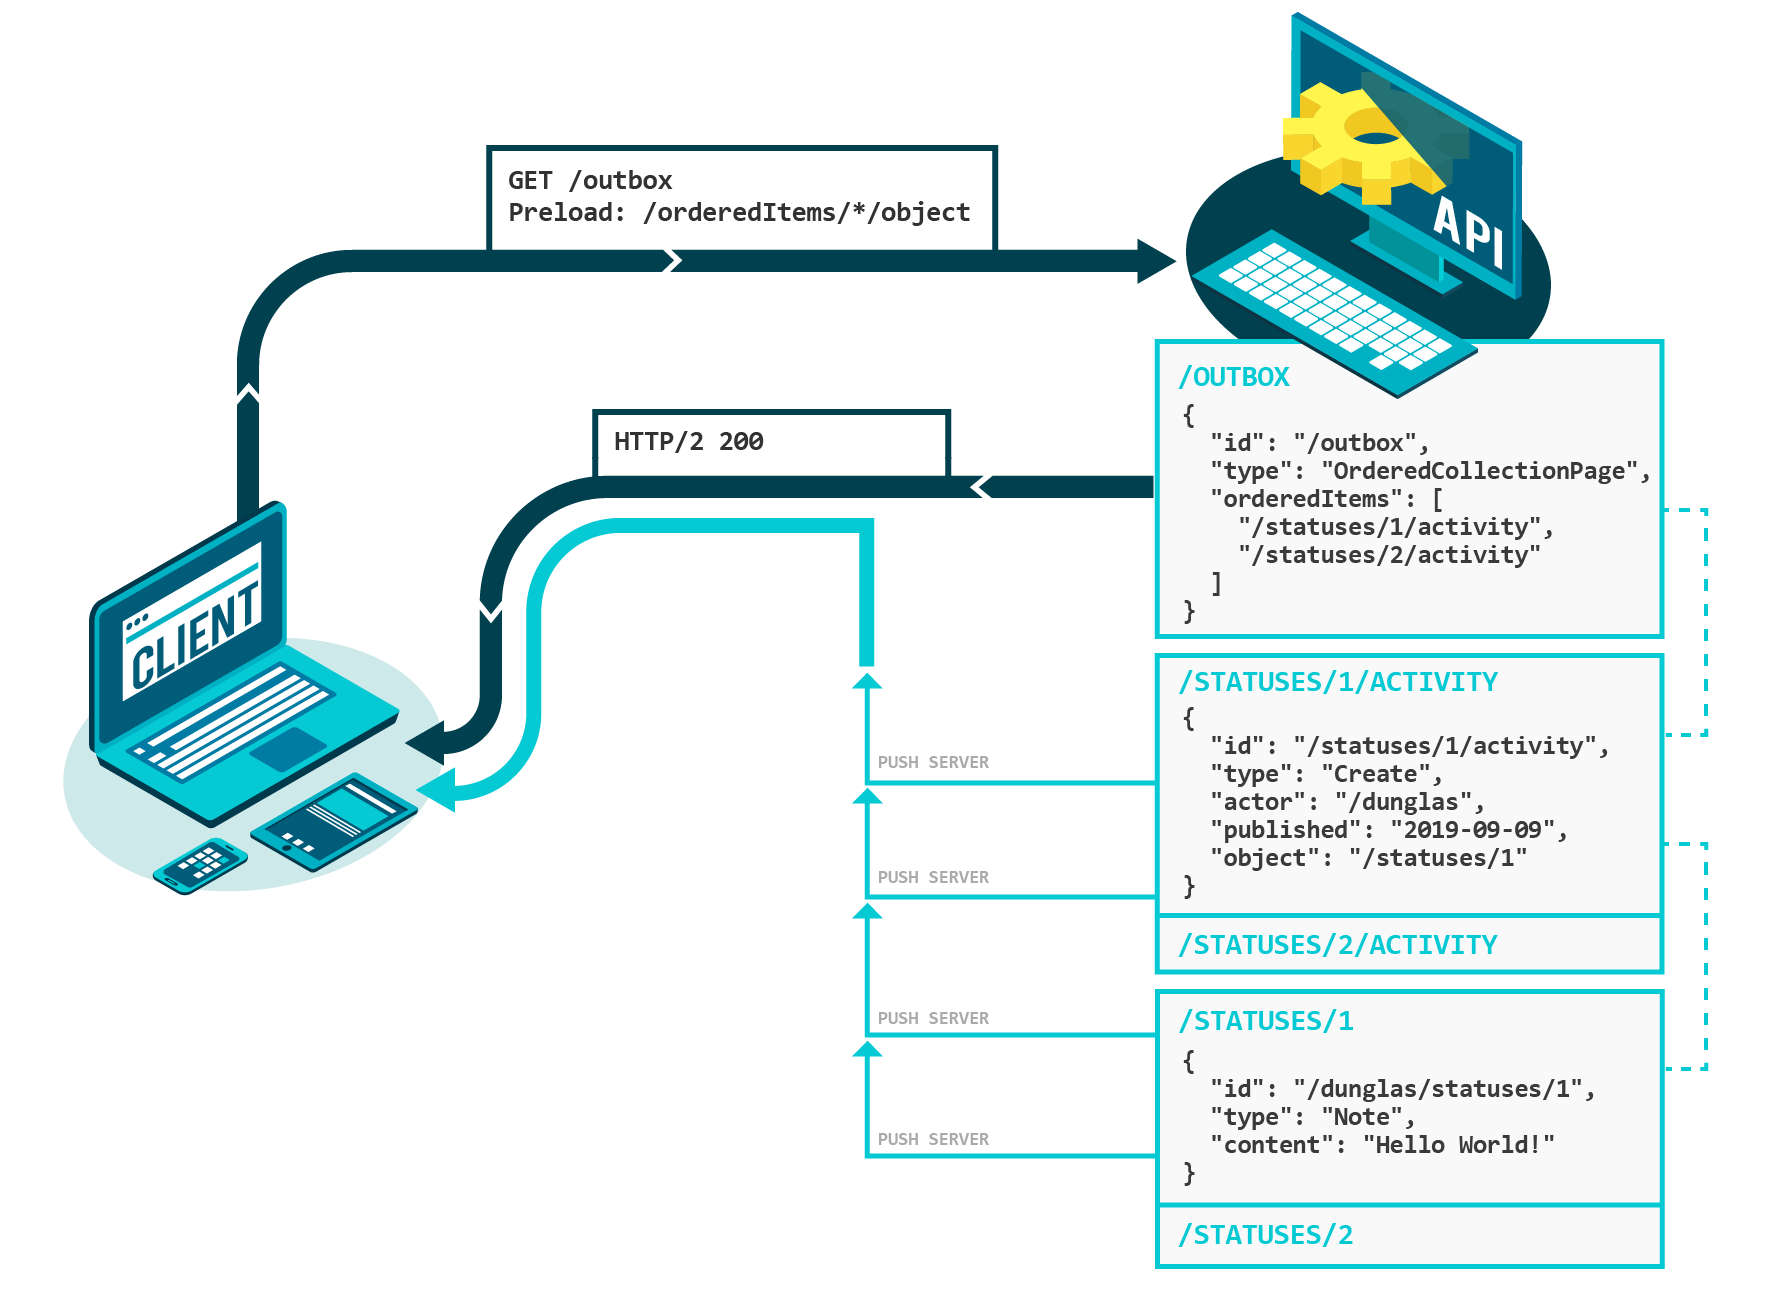 GET /outbox
Preload: /orderedItems/*/object
API
/OUTBOX
{
"id": "/outbox",
"type": "OrderedCollectionPage",
"orderedItems": [
"/statuses/1/activity",
"/statuses/2/activity"
]
}
HTTP/2 200
CLIENT
/STATUSES/1/ACTIVITY
{
"id": "/statuses/1/activity",
"type": "Create",
"actor": "/dunglas",
"published": "2019-09-09",
"object": "/statuses/1"
}
/STATUSES/2/ACTIVITY
PUSH SERVER
PUSH SERVER
PUSH SERVER
PUSH SERVER
/STATUSES/1
{
"id": "/dunglas/statuses/1",
"type": "Note",
"content": "Hello World!"
}
/STATUSES/2